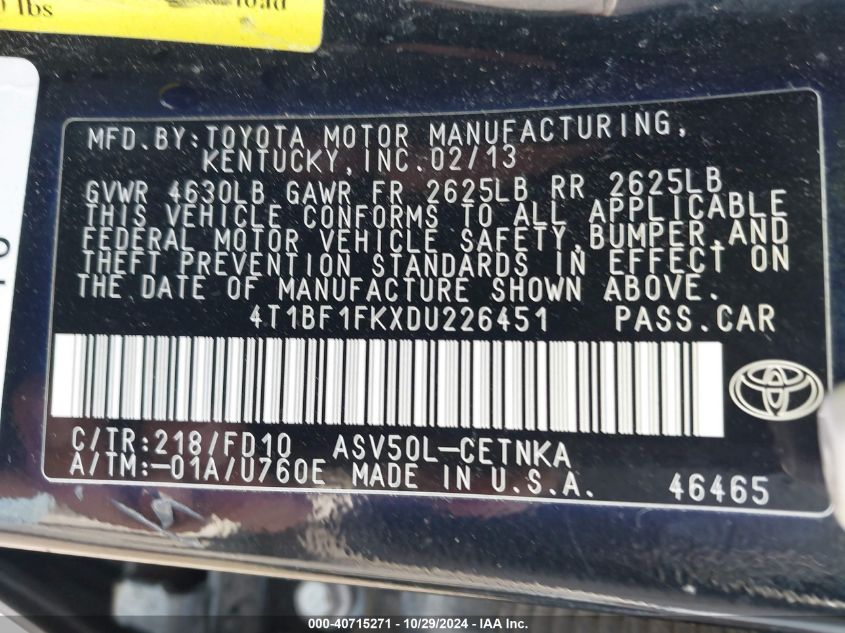 lbs
MFD.BY:TOYOTA MOTOR MANUFACTURING,
KENTUCKY,INC.02/13
GVWR 4630LB GAWR FR 2625LB RR 2625LB
THIS VEHICLE CONFORMS TO ALL APPLICABLE
FEDERAL MOTOR VEHICLE SAFETY,BUMPER,AND
THEFT PREVENTION STANDARDS IN EFFECT ON
THE DATE OF MANUFACTURE SHOWN ABOVE.
4T1BF1FKXDU226451 PASS.CAR
C/TR:218/FD10 ASV50L-CETNKA
A/TM:-01A/U760E MADE IN U.S.A. 46465
000-40715271 - 10/29/2024 - IAA Inc.